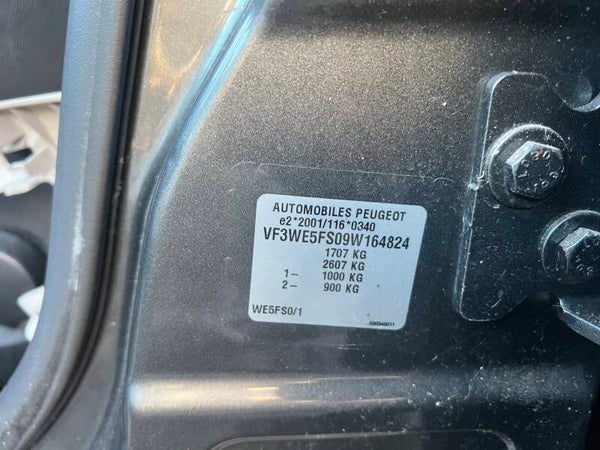 AUTOMOBILES PEUGEOT
e2*2001/116*0340
VF3WE5FS09W164824
1707 KG
2607 KG
1– 1000 KG
2– 900 KG
WE5FS0/1